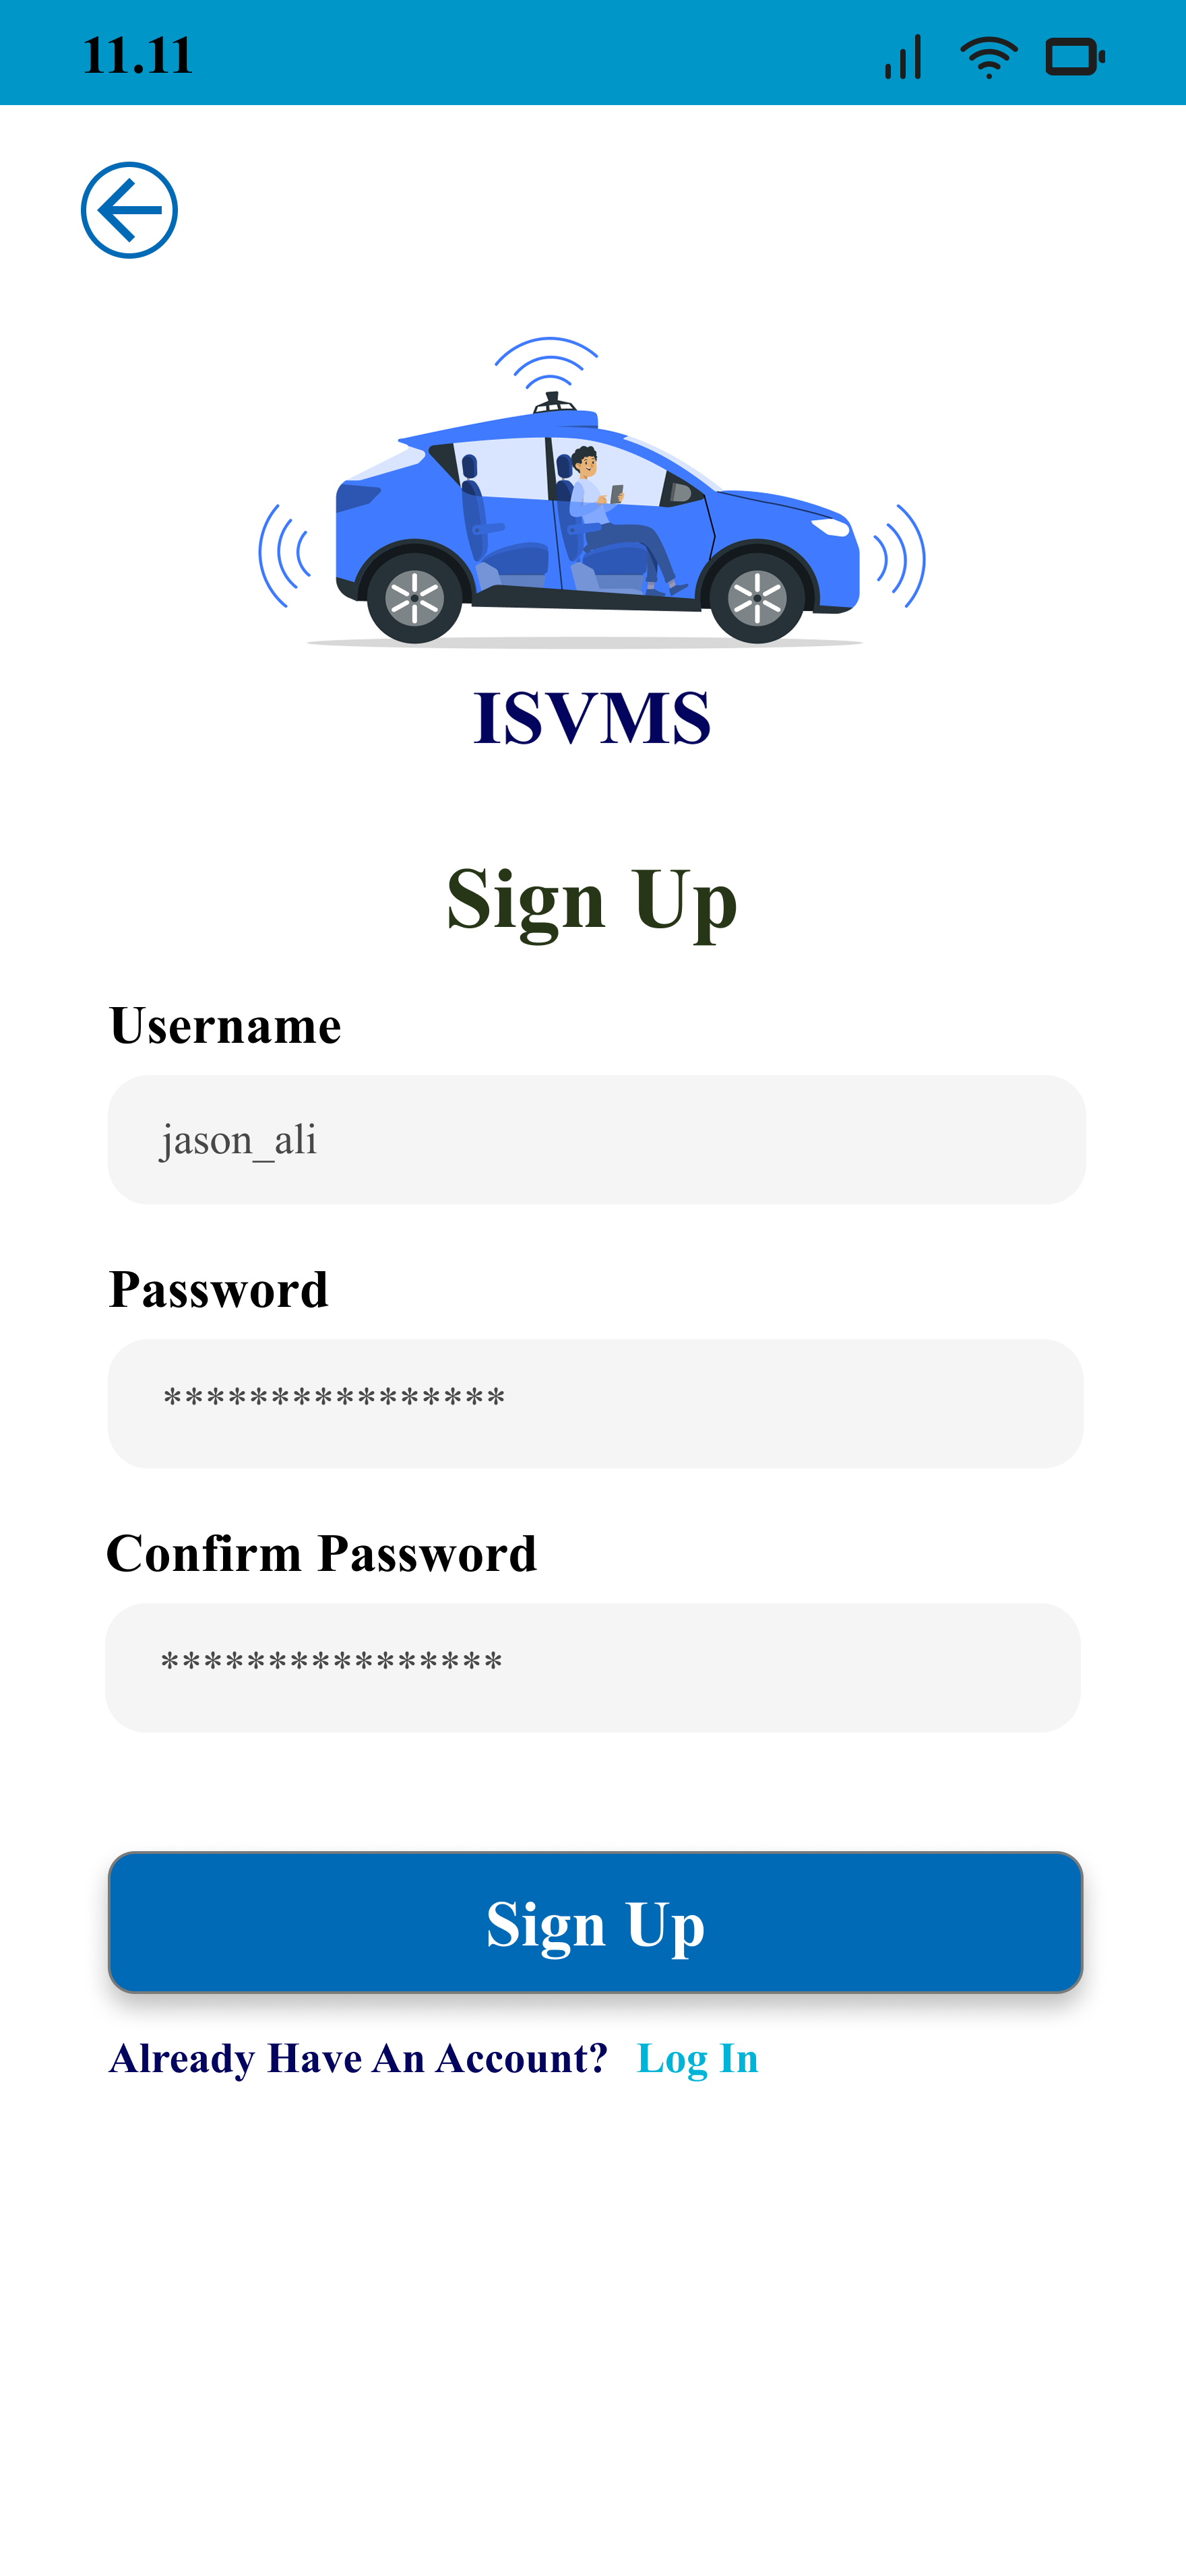 11.11
ISVMS
Sign Up
Username
jason_ali
Password
****************
Confirm Password
****************
Sign Up
Already Have An Account? Log In